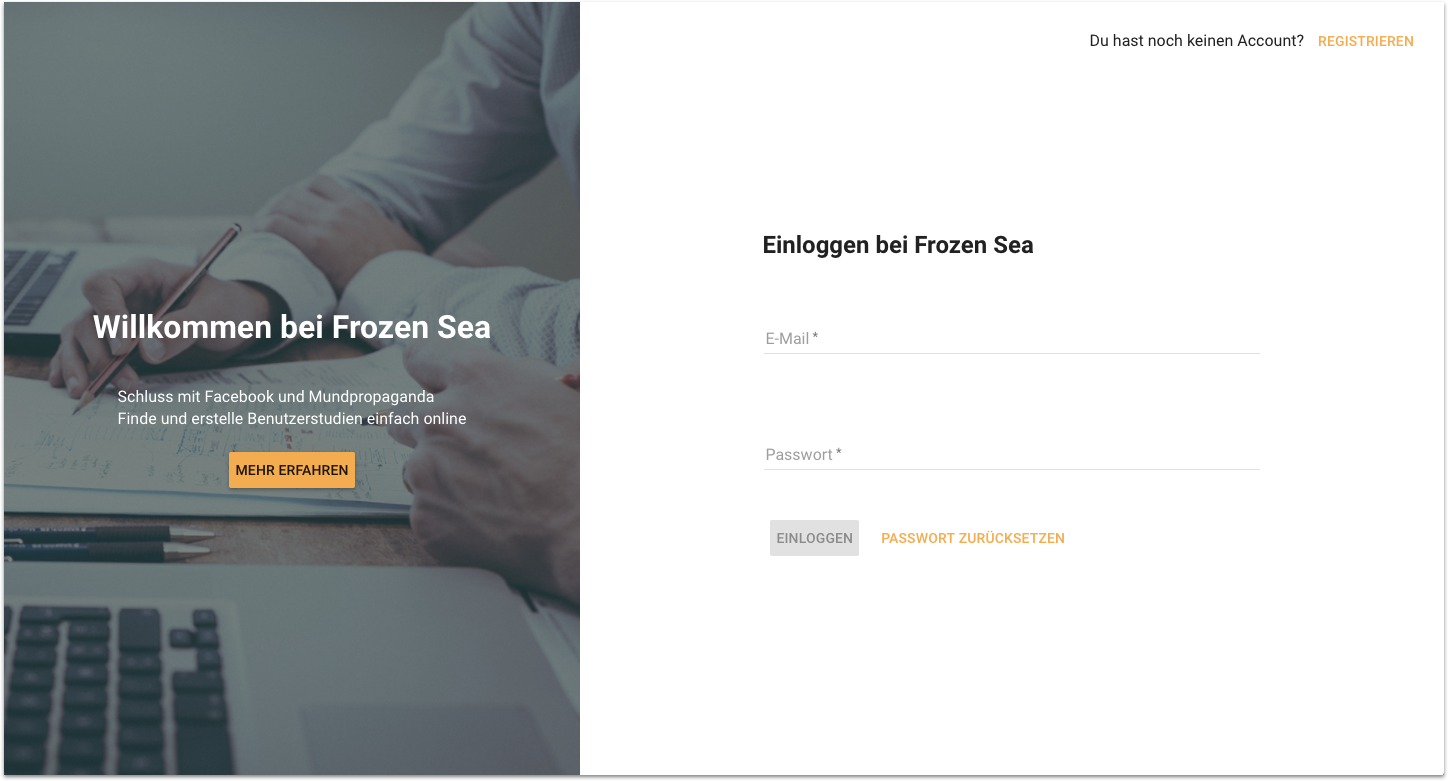 Du hast noch keinen Account? REGISTRIEREN
Willkommen bei Frozen Sea
Schluss mit Facebook und Mundpropaganda
Finde und erstelle Benutzerstudien einfach online
MEHR ERFAHREN
Einloggen bei Frozen Sea
E-Mail *
Passwort *
EINLOGGEN PASSWORT ZURÜCKSETZEN